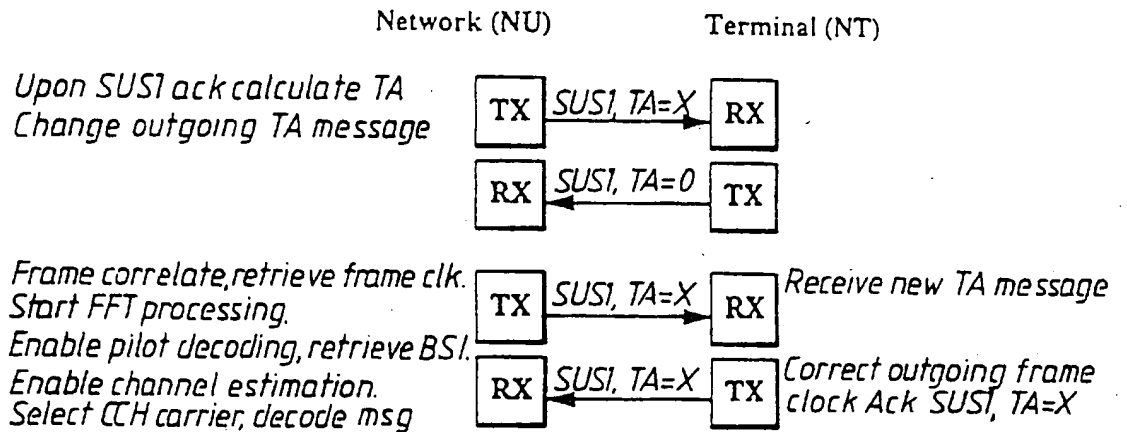 Network (NU) Terminal (NT)
Upon SUS1 ack calculate TA
Change outgoing TA message
TX SUS1, TA=X RX
RX SUS1, TA=0 TX
Frame correlate, retrieve frame clk.
Start FFT processing.
TX SUS1, TA=X RX
Receive new TA message
Enable pilot decoding, retrieve BSI.
Enable channel estimation.
Select CCH carrier, decode msg
RX SUS1, TA=X TX
Correct outgoing frame
clock Ack SUS1, TA=X